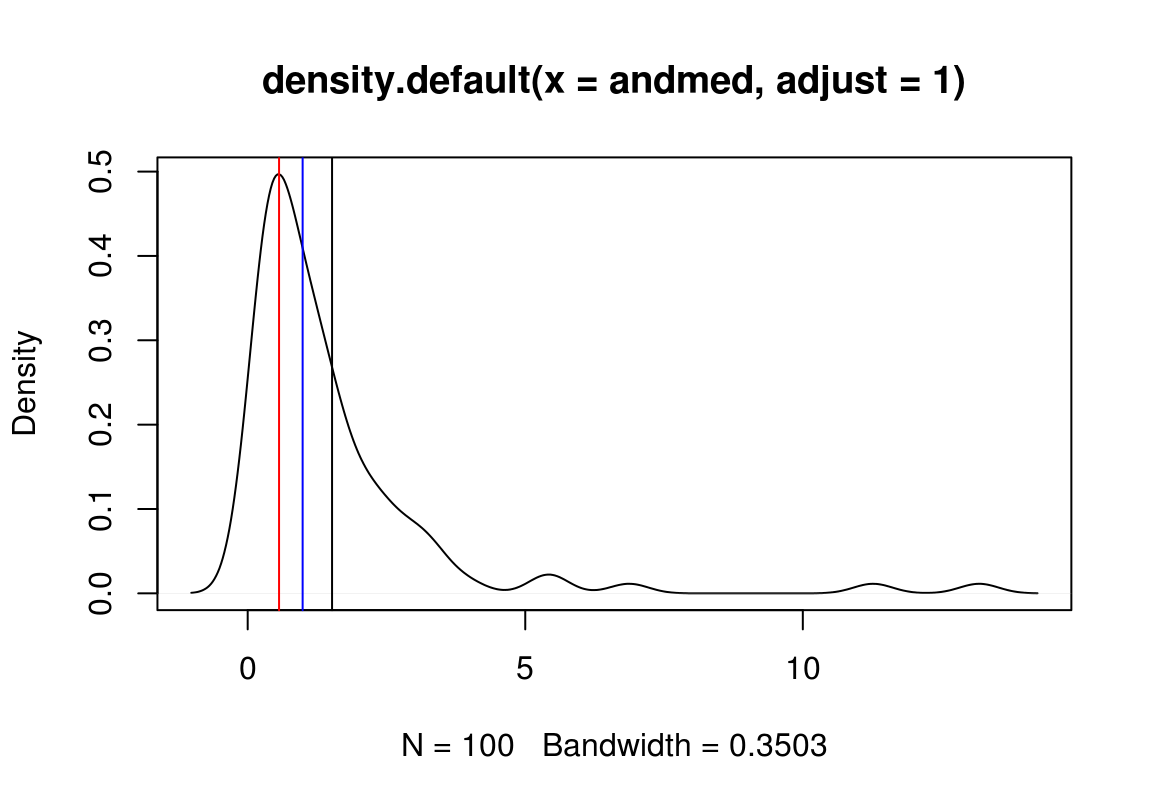 density.default(x = andmed, adjust = 1)
Density
0.5
0.4
0.3
0.2
0.1
0.0
0 5 10
N = 100 Bandwidth = 0.3503